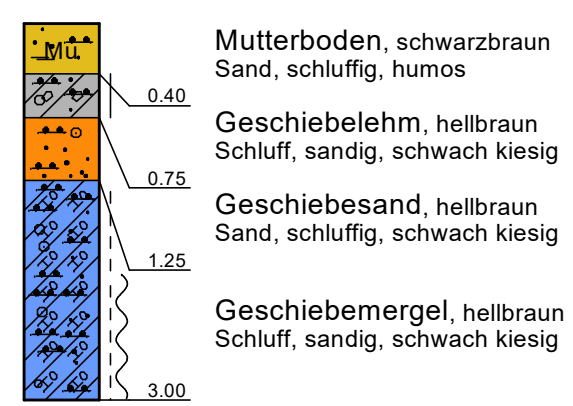 Mutterboden, schwarzbraun
Mu
Sand, schluffig, humos
0.40
Geschiebelehm, hellbraun
Schluff, sandig, schwach kiesig
0.75
Geschiebesand, hellbraun
Sand, schluffig, schwach kiesig
1.25
Geschiebemergel, hellbraun
Schluff, sandig, schwach kiesig
3.00